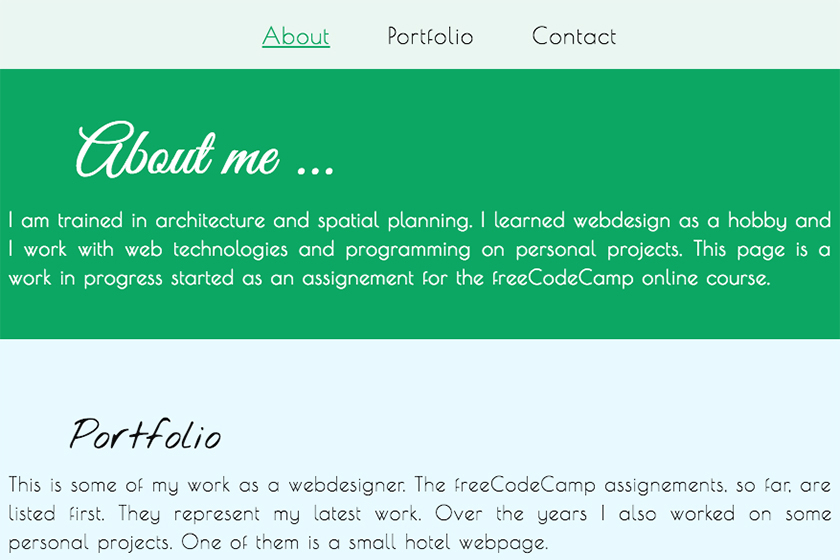 About Portfolio Contact
About me ...
I am trained in architecture and spatial planning. I learned webdesign as a hobby and
I work with web technologies and programming on personal projects. This page is a
work in progress started as an assignement for the freeCodeCamp online course.
Portfolio
This is some of my work as a webdesigner. The freeCodeCamp assignements, so far, are
listed first. They represent my latest work. Over the years I also worked on some
personal projects. One of them is a small hotel webpage.